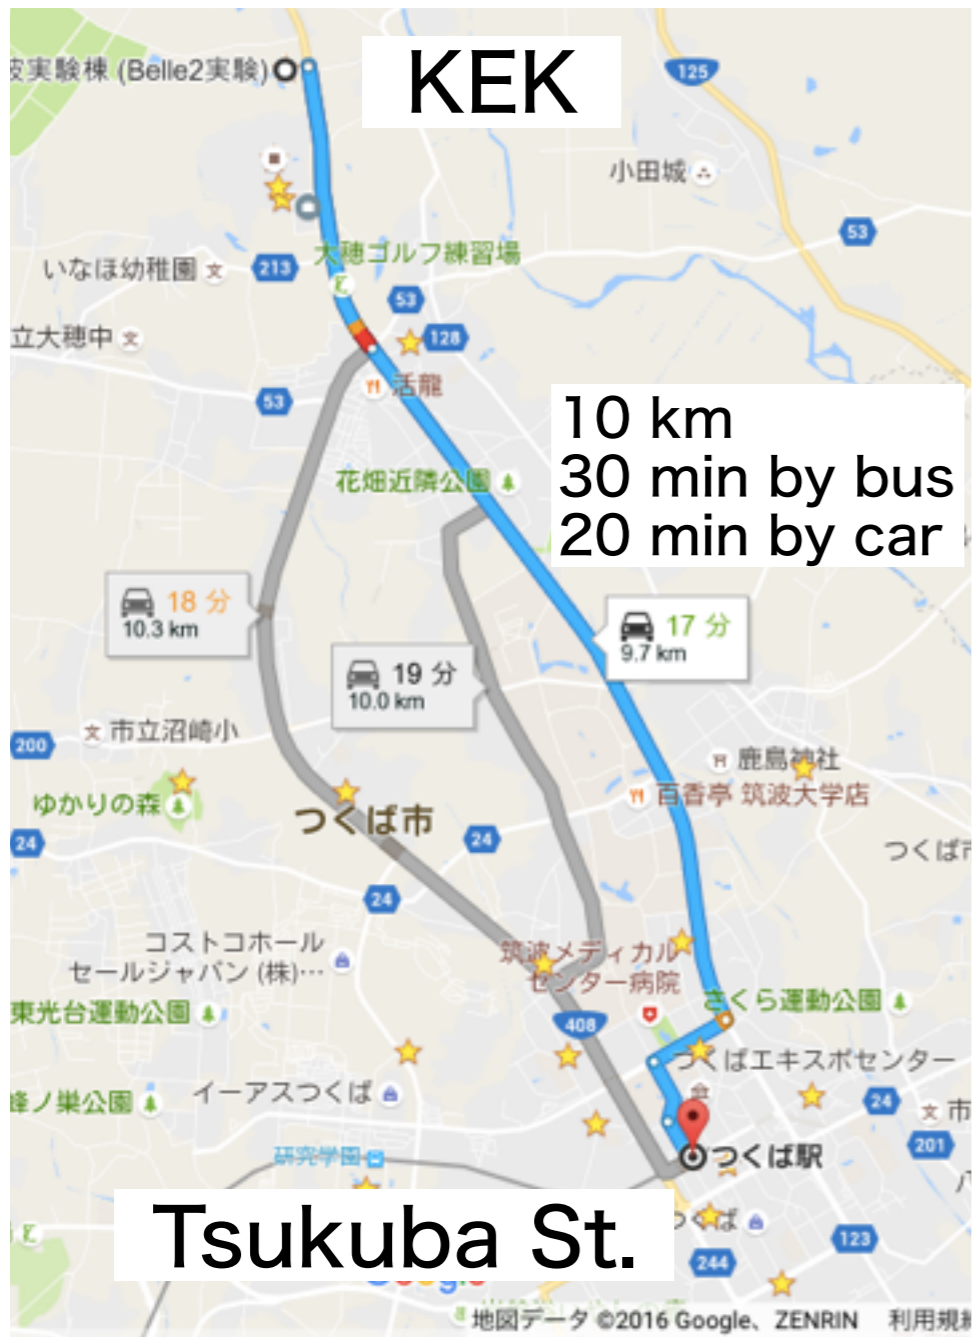 KEK
実験棟 (Belle2実験)
125
小田城
53
大穂ゴルフ練習場
いなほ幼稚園
213
53
立大穂中
128
活龍
53
10 km
30 min by bus
20 min by car
花畑近隣公園
18 分
10.3 km
17 分
9.7 km
19 分
10.0 km
市立沼崎小
200
鹿島神社
ゆかりの森
百香亭 筑波大学店
つくば市
24
24
つくば市
24
コストコホール
セールジャパン (株)…
筑波メディカル
センター病院
東光台運動公園
さくら運動公園
408
つくばエキスポセンター
蜂ノ巣公園
イーアスつくば
24
市
201
研究学園
つくば駅
Tsukuba St.
つくば
123
244
Google
地図データ ©2016 Google、ZENRIN
利用規約